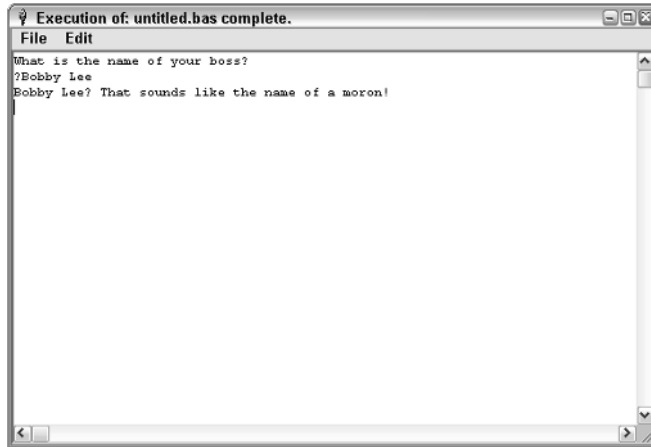 Execution of: untitled.bas complete.
File Edit
What is the name of your boss?
?Bobby Lee
Bobby Lee? That sounds like the name of a moron!